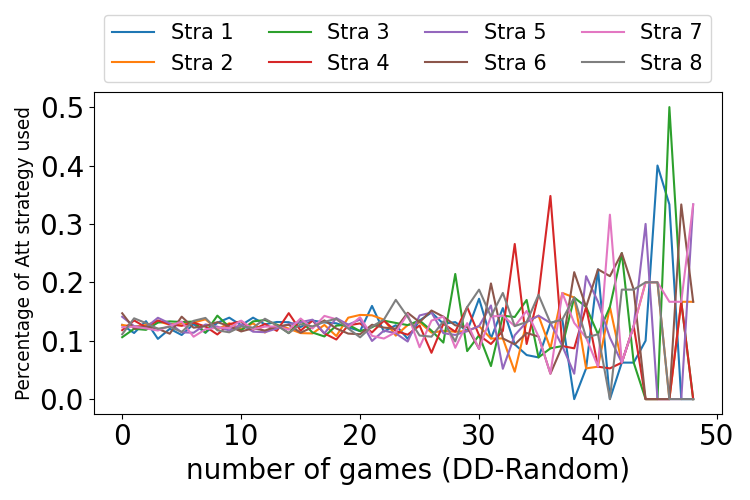 Stra 1 Stra 3 Stra 5 Stra 7
Stra 2 Stra 4 Stra 6 Stra 8
Percentage of Att strategy used
0.5
0.4
0.3
0.2
0.1
0.0
0 10 20 30 40 50
number of games (DD-Random)